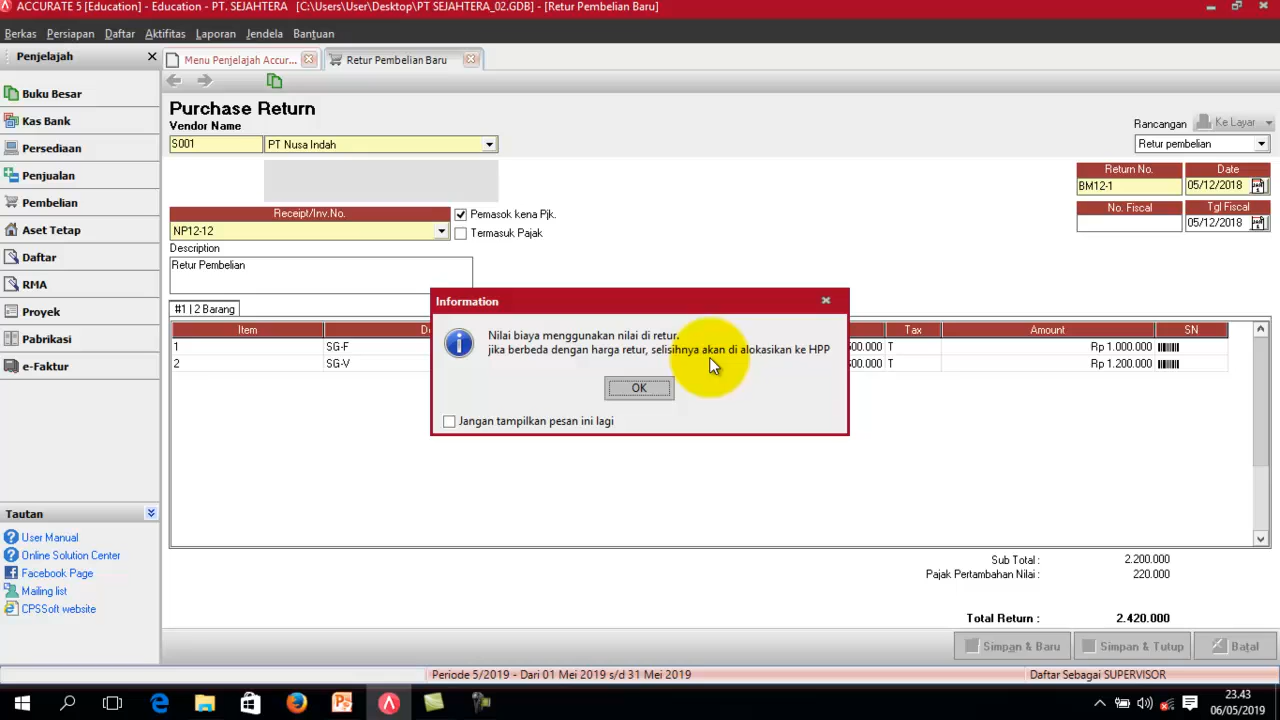 ACCURATE 5 [Education] - Education - PT. SEJAHTERA [C:\Users\User\Desktop\PT SEJAHTERA_02.GDB] - [Retur Pembelian Baru]
Berkas Persiapan Daftar Aktifitas Laporan Jendela Bantuan
Penjelajah
Menu Penjelajah Accur...
Retur Pembelian Baru
Buku Besar
Kas Bank
Persediaan
Penjualan
Pembelian
Aset Tetap
Daftar
RMA
Proyek
Pabrikasi
e-Faktur
Tautan
User Manual
Online Solution Center
Facebook Page
Mailing list
CPSSoft website
Purchase Return
Vendor Name
S001 PT Nusa Indah
Rancangan Ke Layar
Retur pembelian
Return No. Date
BM12-1 05/12/2018
No. Fiscal Tgl Fiscal
05/12/2018
Receipt/Inv.No.
NP12-12
Pemasok kena Pjk.
Termasuk Pajak
Description
Retur Pembelian
#1 | 2 Barang
Item Tax Amount SN
1 SG-F 00.000 T Rp 1.000.000
2 SG-V 00.000 T Rp 1.200.000
Information
Nilai biaya menggunakan nilai di retur.
jika berbeda dengan harga retur, selisihnya akan di alokasikan ke HPP
OK
Jangan tampilkan pesan ini lagi
Sub Total : 2.200.000
Pajak Pertambahan Nilai : 220.000
Total Return : 2.420.000
Simpan & Baru Simpan & Tutup Batal
Periode 5/2019 - Dari 01 Mei 2019 s/d 31 Mei 2019
Daftar Sebagai SUPERVISOR
23.43
06/05/2019